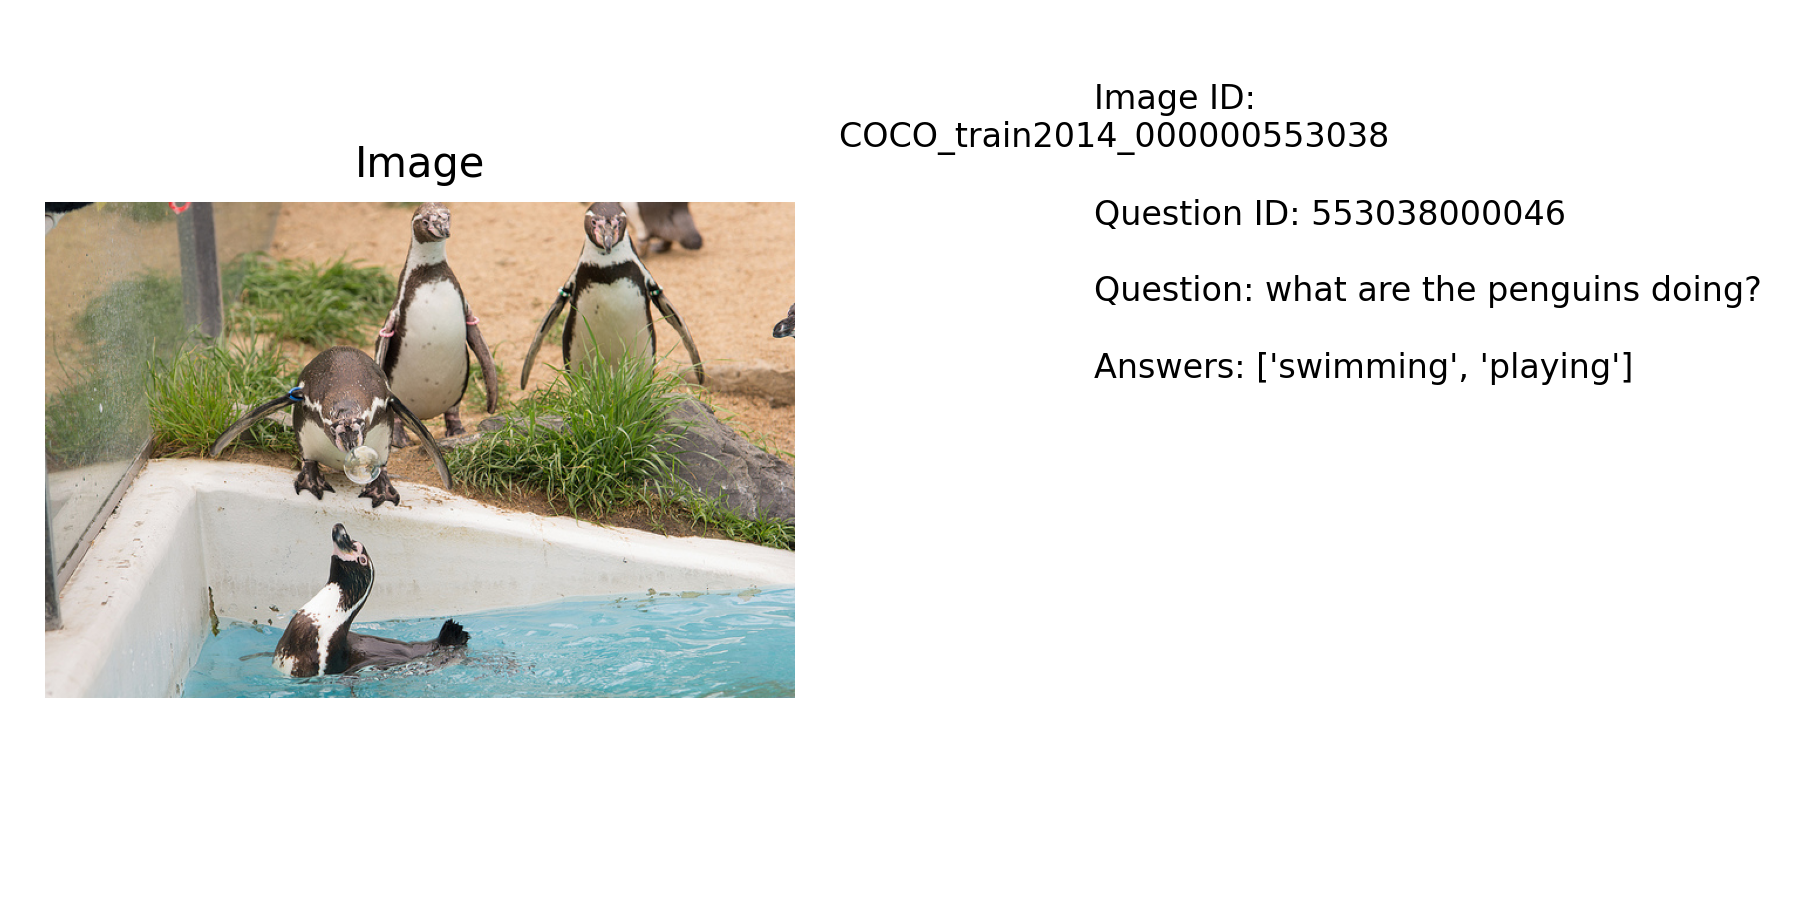 Image
Image ID:
COCO_train2014_000000553038
Question ID: 553038000046
Question: what are the penguins doing?
Answers: ['swimming', 'playing']